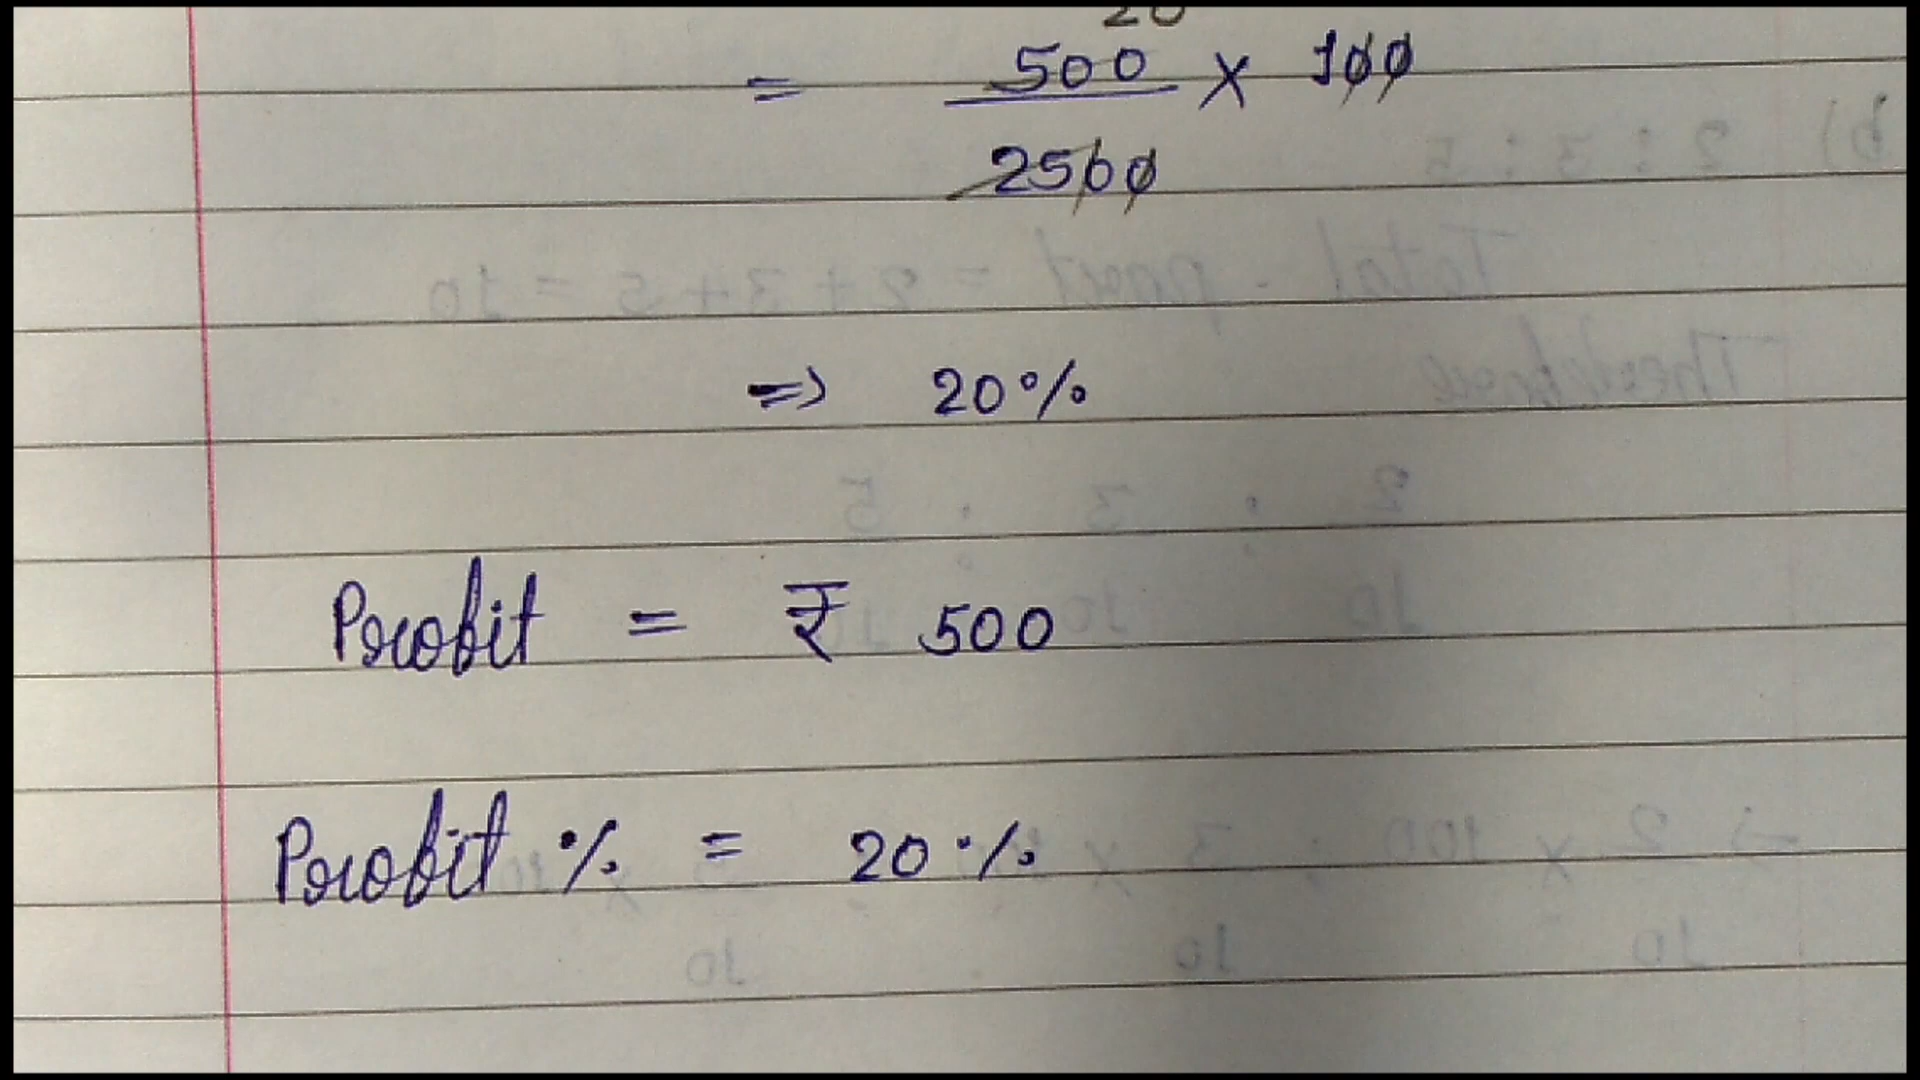 20
= 500 × 100
2500
=> 20%
Profit = ₹ 500
Profit % = 20%